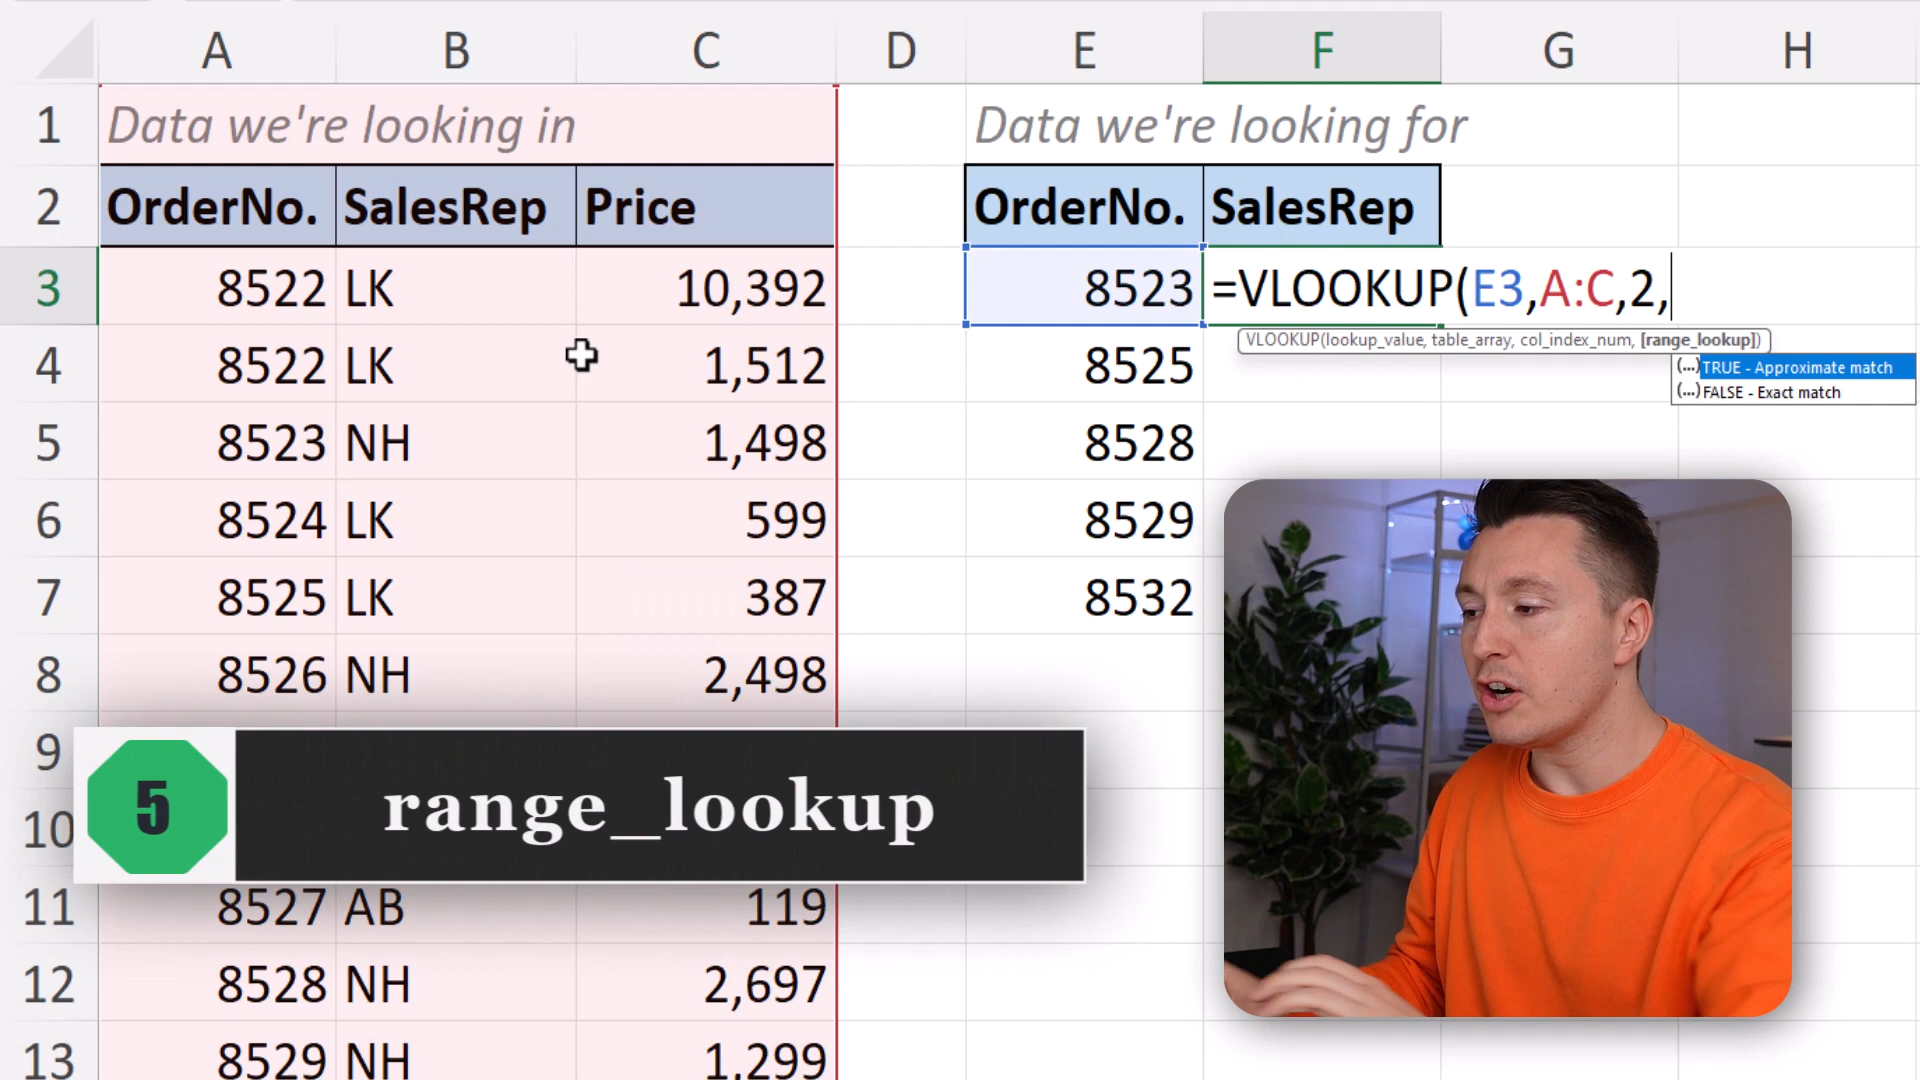 A B C D E F G H
1 Data we're looking in Data we're looking for
2 OrderNo. SalesRep Price OrderNo. SalesRep
3 8522 LK 10,392 8523 =VLOOKUP(E3,A:C,2,
VLOOKUP(lookup_value, table_array, col_index_num, [range_lookup])
4 8522 LK 1,512 8525 (...) TRUE - Approximate match
(...) FALSE - Exact match
5 8523 NH 1,498 8528
6 8524 LK 599 8529
7 8525 LK 387 8532
8 8526 NH 2,498
9
5 range_lookup
10
11 8527 AB 119
12 8528 NH 2,697
13 8529 NH 1,299